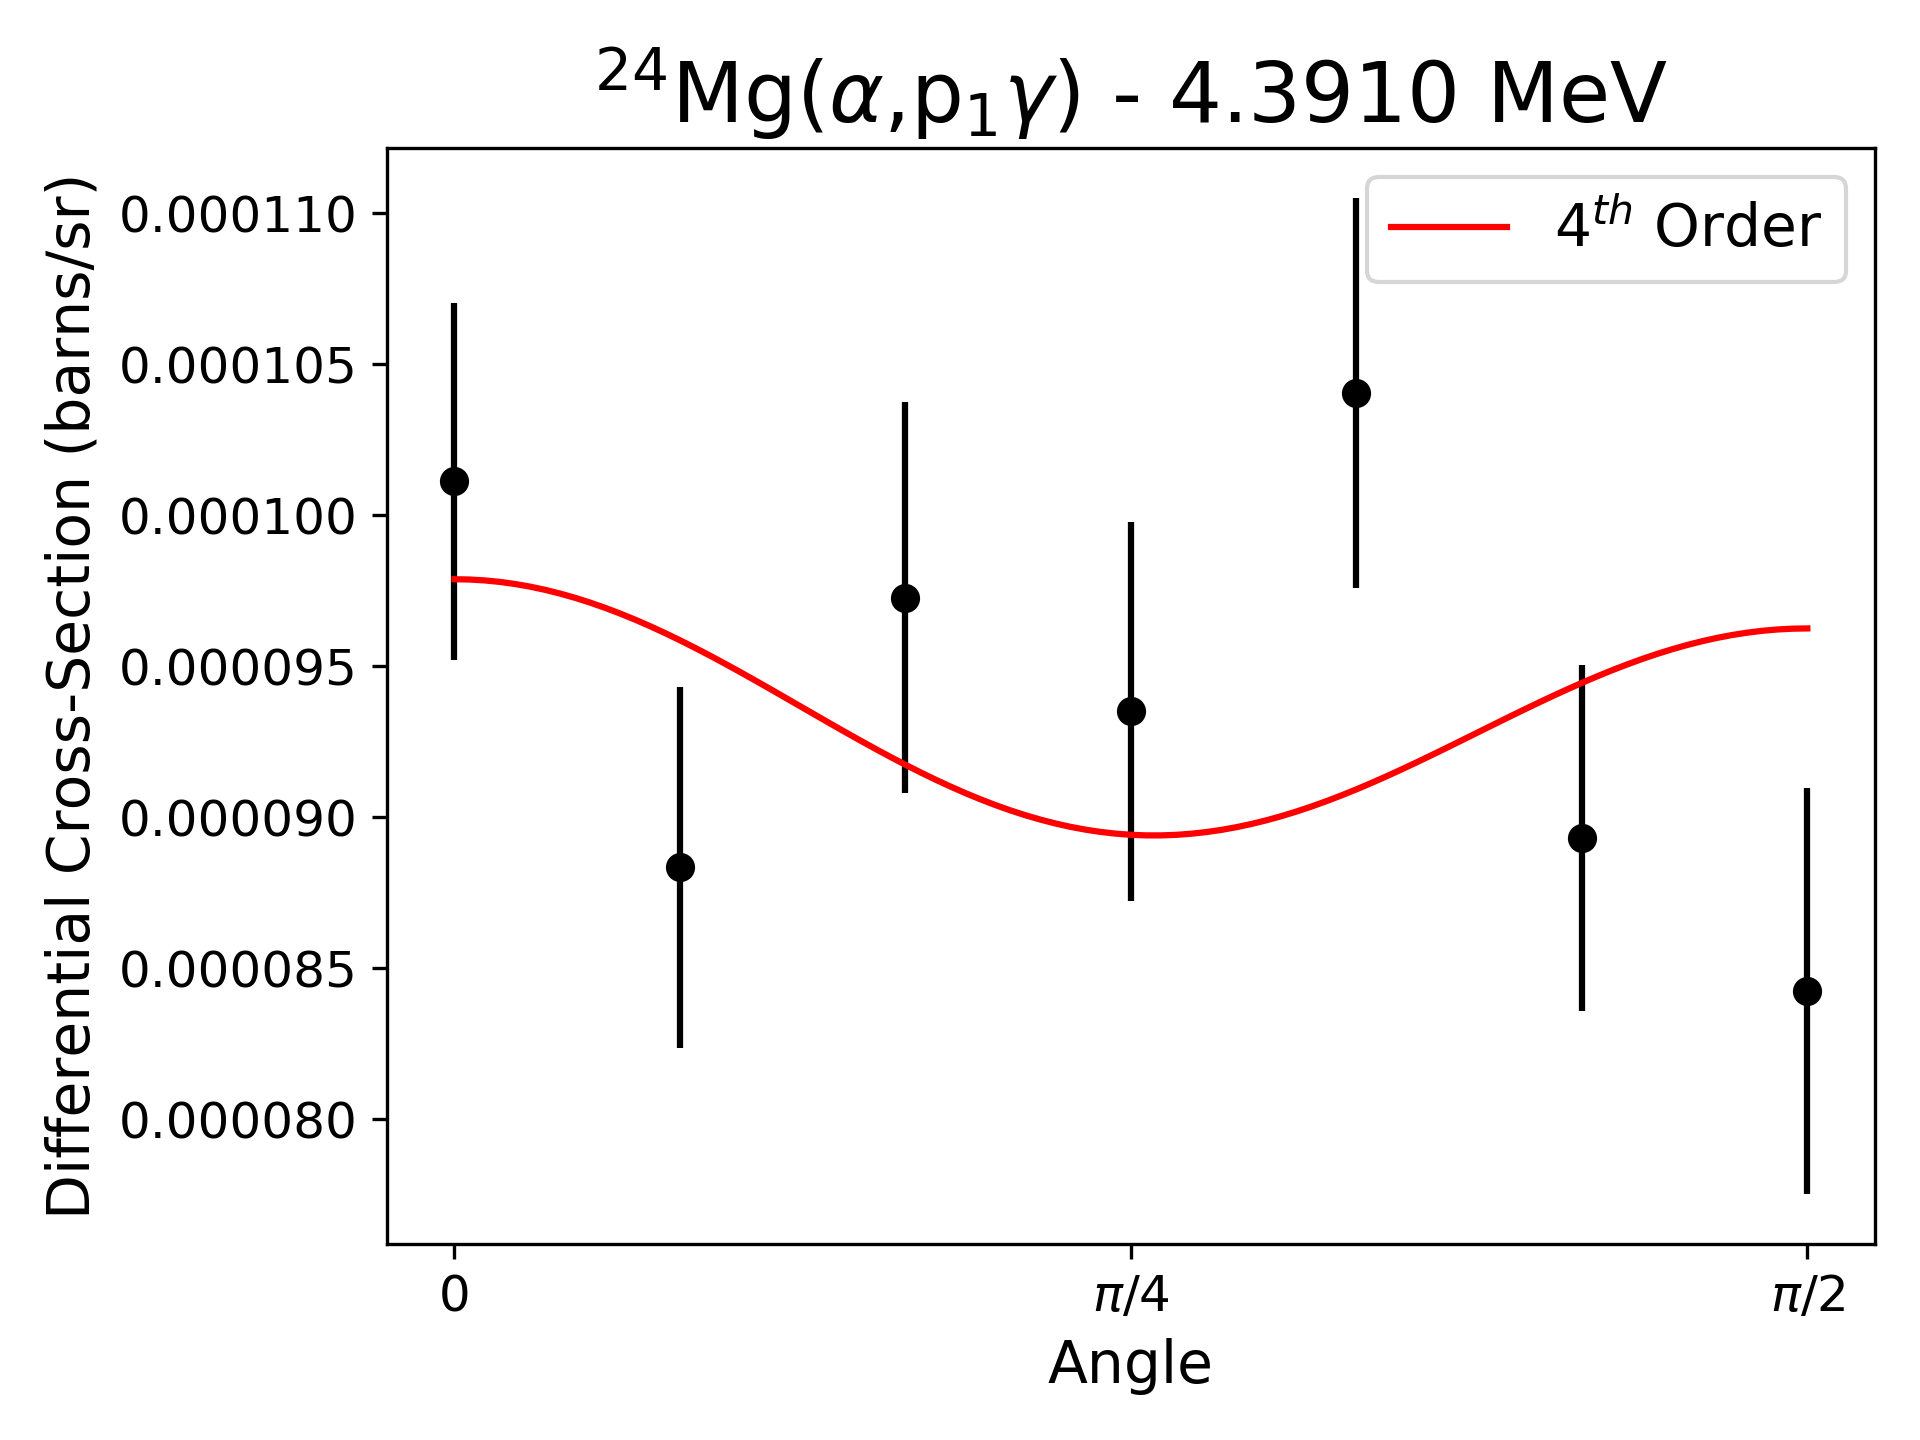 ²⁴Mg(α,p₁γ) - 4.3910 MeV
Differential Cross-Section (barns/sr)
0.000110
0.000105
0.000100
0.000095
0.000090
0.000085
0.000080
4ᵗʰ Order
0
π/4
π/2
Angle